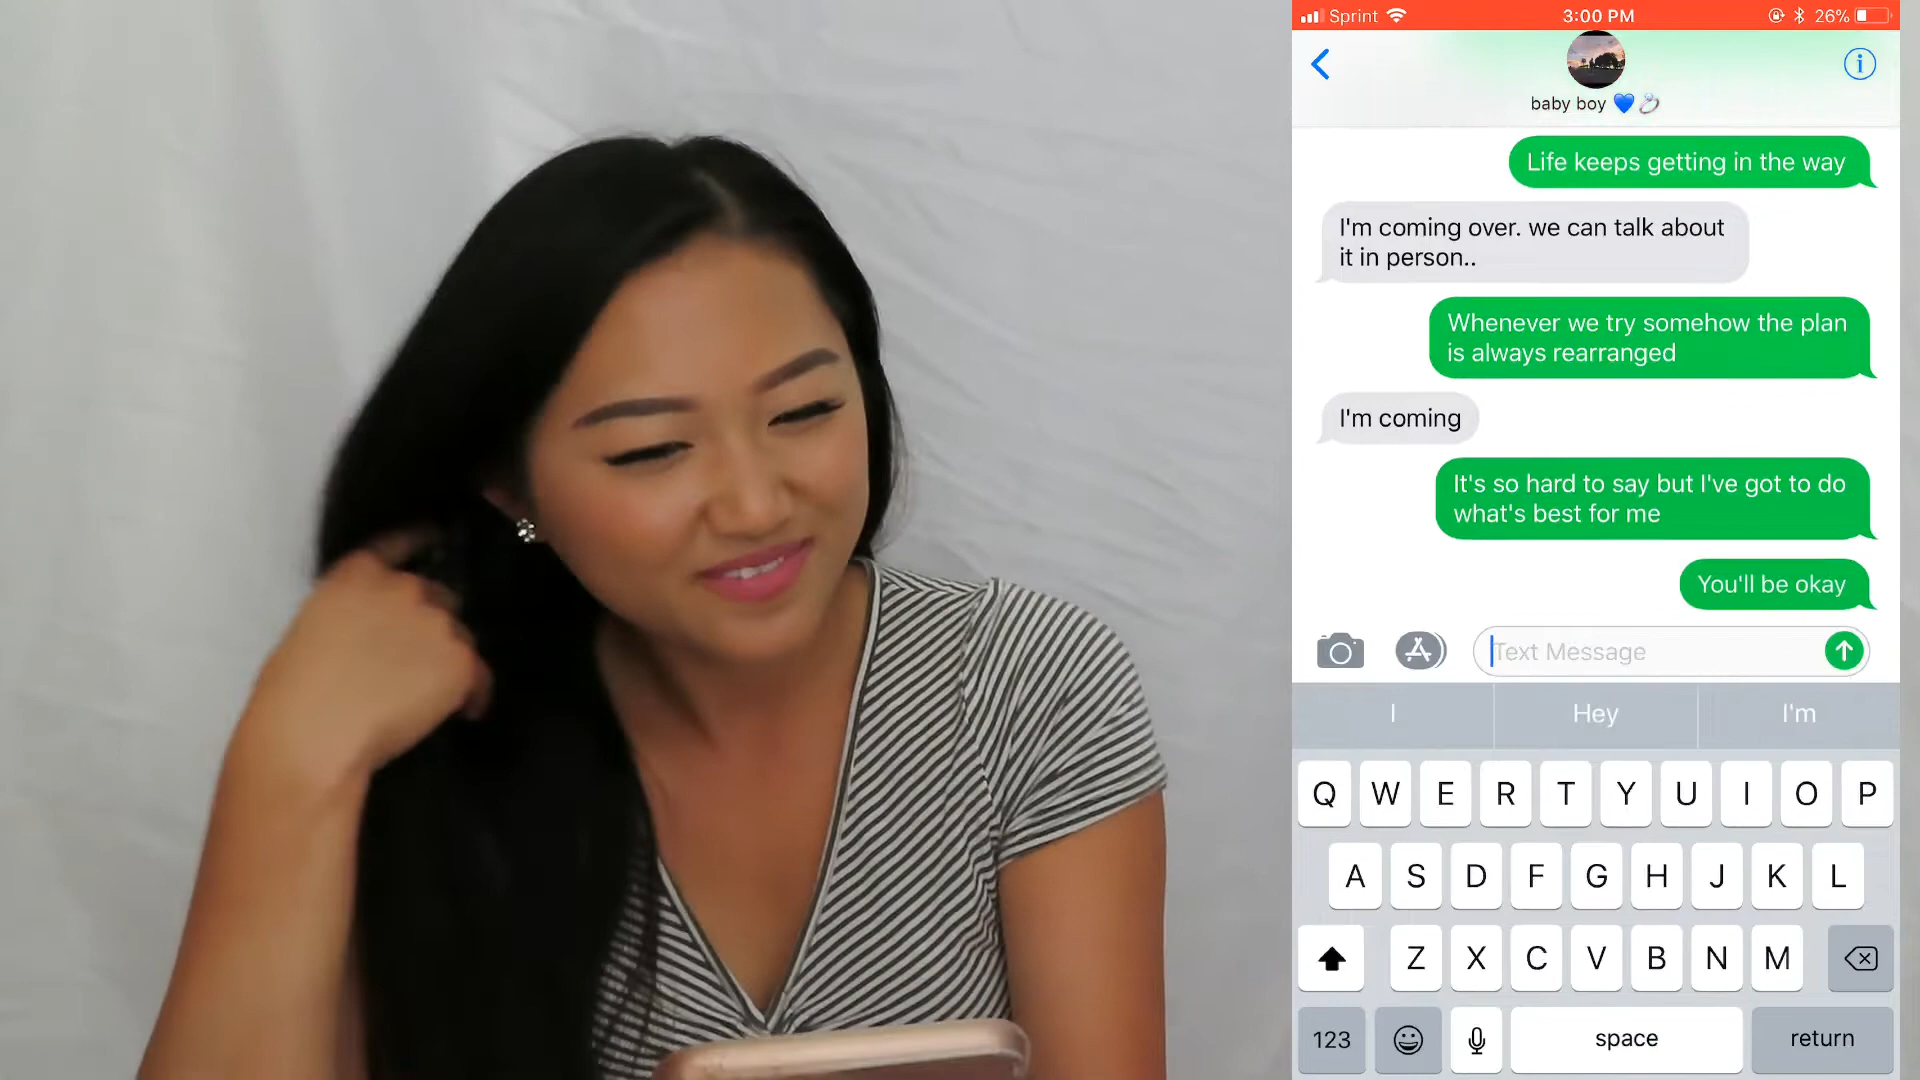 Sprint 3:00 PM 26%
baby boy 💙💍
Life keeps getting in the way
I'm coming over. we can talk about
it in person..
Whenever we try somehow the plan
is always rearranged
I'm coming
It's so hard to say but I've got to do
what's best for me
You'll be okay
Text Message
I Hey I'm
Q W E R T Y U I O P
A S D F G H J K L
Z X C V B N M
123 space return